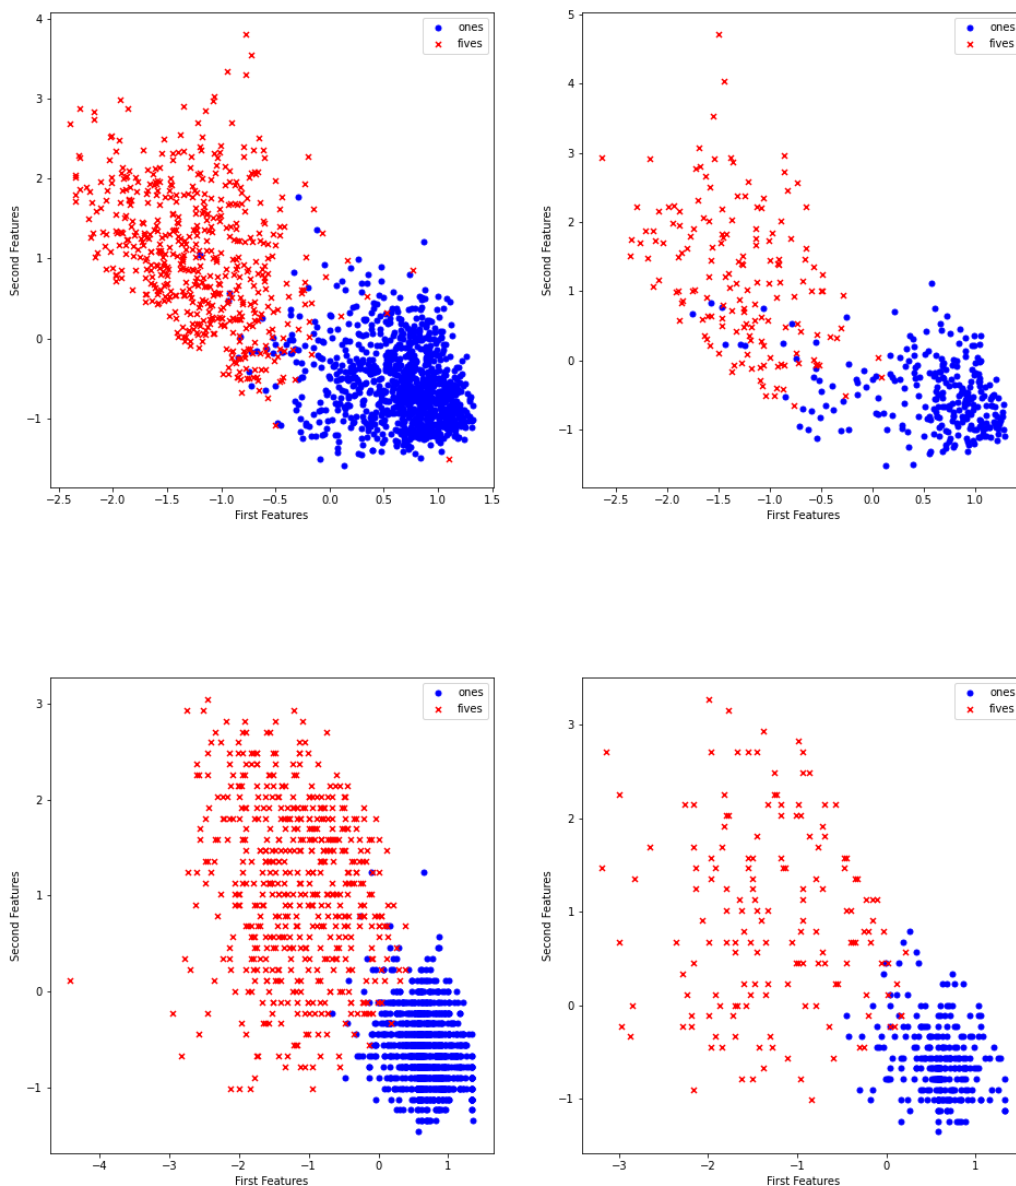 4
3
2
1
0
−1
Second Features
ones
fives
−2.5 −2.0 −1.5 −1.0 −0.5 0.0 0.5 1.0 1.5
First Features
5
4
3
2
1
0
−1
Second Features
ones
fives
−2.5 −2.0 −1.5 −1.0 −0.5 0.0 0.5 1.0
First Features
3
2
1
0
−1
Second Features
ones
fives
−4 −3 −2 −1 0 1
First Features
3
2
1
0
−1
Second Features
ones
fives
−3 −2 −1 0 1
First Features